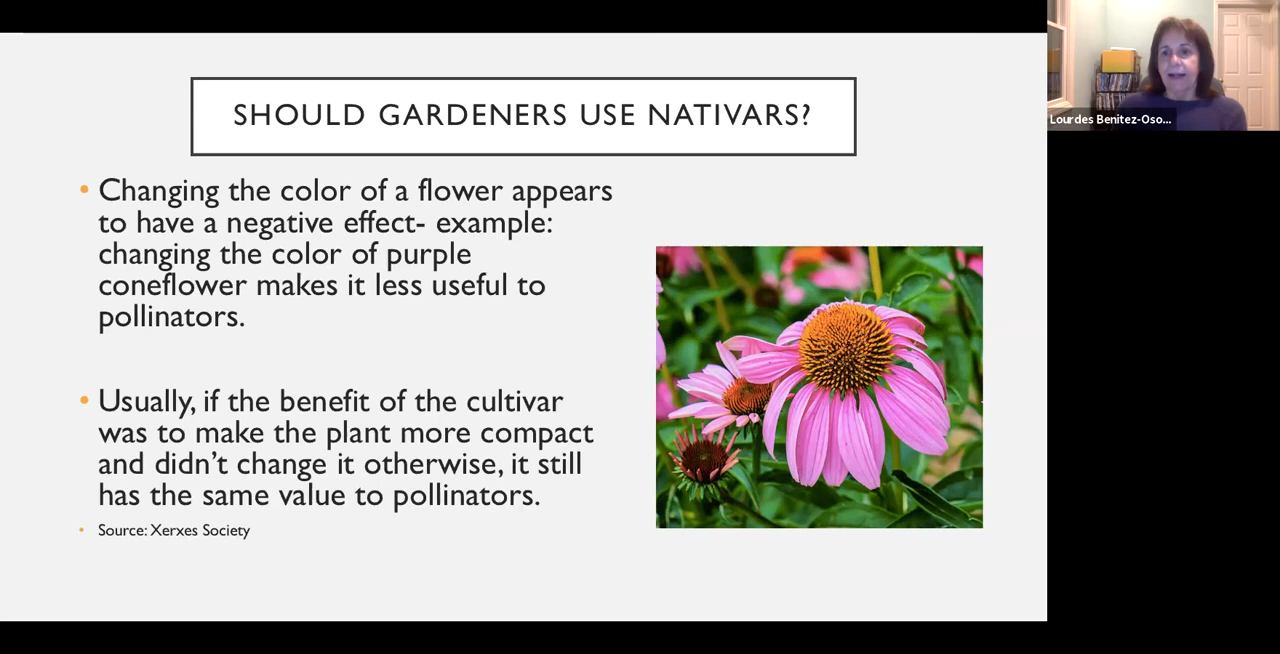 SHOULD GARDENERS USE NATIVARS?
• Changing the color of a flower appears
to have a negative effect- example:
changing the color of purple
coneflower makes it less useful to
pollinators.
• Usually, if the benefit of the cultivar
was to make the plant more compact
and didn't change it otherwise, it still
has the same value to pollinators.
• Source: Xerxes Society
Lourdes Benitez-Oso...